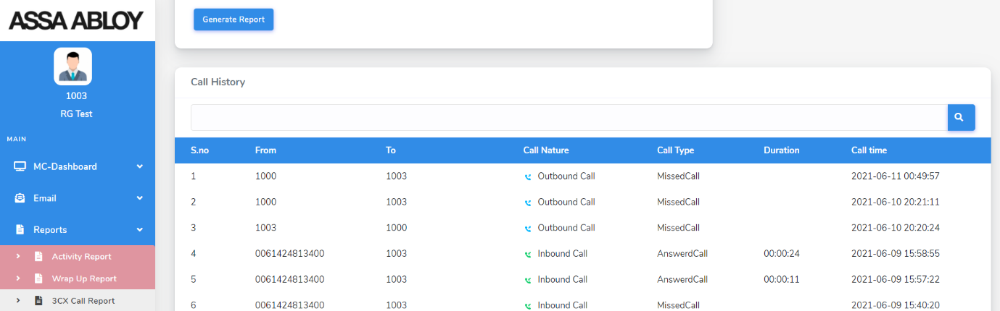 ASSA ABLOY
1003
RG Test
MAIN
MC-Dashboard
Email
Reports
Activity Report
Wrap Up Report
3CX Call Report
Generate Report
Call History
S.no From To Call Nature Call Type Duration Call time
1 1000 1003 Outbound Call MissedCall 2021-06-11 00:49:57
2 1000 1003 Outbound Call MissedCall 2021-06-10 20:21:11
3 1003 1000 Outbound Call MissedCall 2021-06-10 20:20:24
4 0061424813400 1003 Inbound Call AnswerdCall 00:00:24 2021-06-09 15:58:55
5 0061424813400 1003 Inbound Call AnswerdCall 00:00:11 2021-06-09 15:57:22
6 0061424813400 1003 Inbound Call MissedCall 2021-06-09 15:40:20